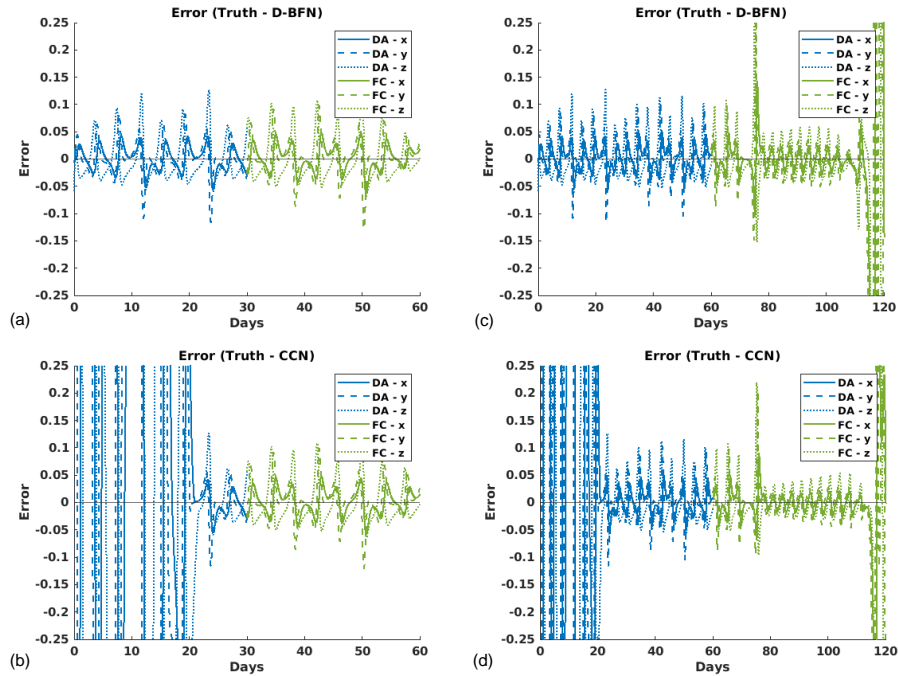 Error (Truth - D-BFN)
0.25
0.2
0.15
0.1
0.05
0
-0.05
-0.1
-0.15
-0.2
-0.25
Error
DA - x
DA - y
DA - z
FC - x
FC - y
FC - z
0 10 20 30 40 50 60
Days
(a)
Error (Truth - D-BFN)
0.25
0.2
0.15
0.1
0.05
0
-0.05
-0.1
-0.15
-0.2
-0.25
Error
DA - x
DA - y
DA - z
FC - x
FC - y
FC - z
0 20 40 60 80 100 120
Days
(c)
Error (Truth - CCN)
0.25
0.2
0.15
0.1
0.05
0
-0.05
-0.1
-0.15
-0.2
-0.25
Error
DA - x
DA - y
DA - z
FC - x
FC - y
FC - z
0 10 20 30 40 50 60
Days
(b)
Error (Truth - CCN)
0.25
0.2
0.15
0.1
0.05
0
-0.05
-0.1
-0.15
-0.2
-0.25
Error
DA - x
DA - y
DA - z
FC - x
FC - y
FC - z
0 20 40 60 80 100 120
Days
(d)